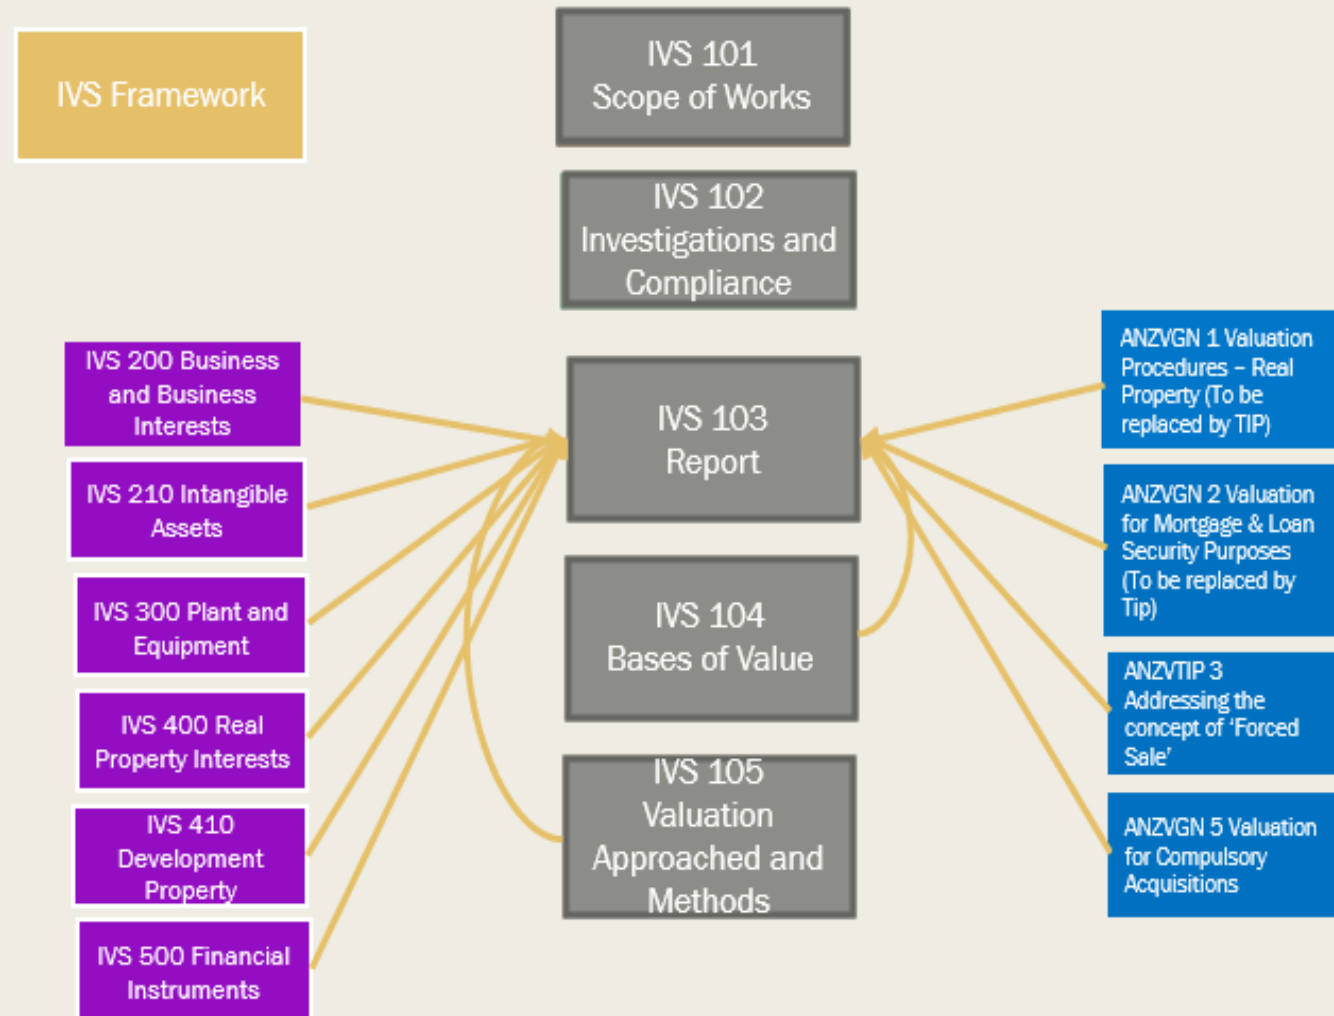 IVS Framework
IVS 101
Scope of Works
IVS 102
Investigations and
Compliance
IVS 103
Report
IVS 104
Bases of Value
IVS 105
Valuation
Approached and
Methods
IVS 200 Business
and Business
Interests
IVS 210 Intangible
Assets
IVS 300 Plant and
Equipment
IVS 400 Real
Property Interests
IVS 410
Development
Property
IVS 500 Financial
Instruments
ANZVGN 1 Valuation
Procedures – Real
Property (To be
replaced by TIP)
ANZVGN 2 Valuation
for Mortgage & Loan
Security Purposes
(To be replaced by
Tip)
ANZVTIP 3
Addressing the
concept of ‘Forced
Sale’
ANZVGN 5 Valuation
for Compulsory
Acquisitions